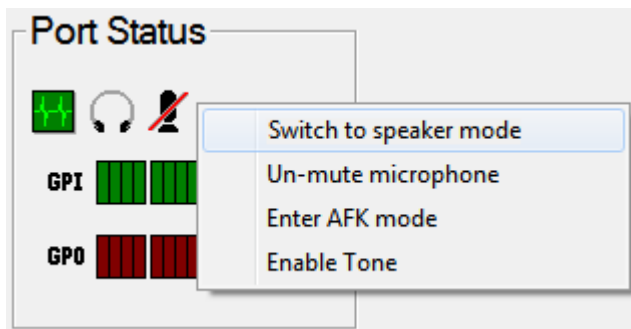 Port Status
Switch to speaker mode
Un-mute microphone
GPI
Enter AFK mode
GPO
Enable Tone